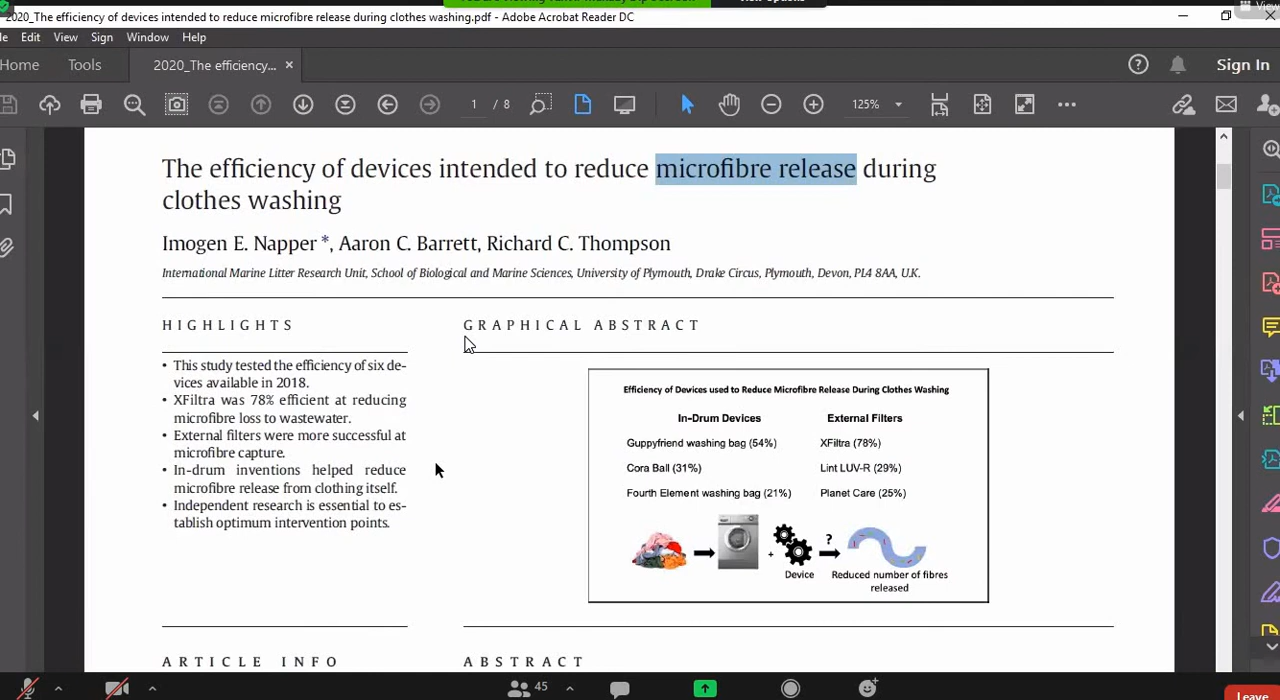 View
2020_The efficiency of devices intended to reduce microfibre release during clothes washing.pdf - Adobe Acrobat Reader DC
Edit View Sign Window Help
Home Tools 2020_The efficiency... × Sign In
1 / 8 125%
The efficiency of devices intended to reduce microfibre release during
clothes washing
Imogen E. Napper *, Aaron C. Barrett, Richard C. Thompson
International Marine Litter Research Unit, School of Biological and Marine Sciences, University of Plymouth, Drake Circus, Plymouth, Devon, PL4 8AA, U.K.
HIGHLIGHTS
• This study tested the efficiency of six de-
vices available in 2018.
• XFiltra was 78% efficient at reducing
microfibre loss to wastewater.
• External filters were more successful at
microfibre capture.
• In-drum inventions helped reduce
microfibre release from clothing itself.
• Independent research is essential to es-
tablish optimum intervention points.
GRAPHICAL ABSTRACT
Efficiency of Devices used to Reduce Microfibre Release During Clothes Washing
In-Drum Devices External Filters
Guppyfriend washing bag (54%) XFiltra (78%)
Cora Ball (31%) Lint LUV-R (29%)
Fourth Element washing bag (21%) Planet Care (25%)
+ ?
Device Reduced number of fibres
released
ARTICLE INFO
ABSTRACT
45
Leave